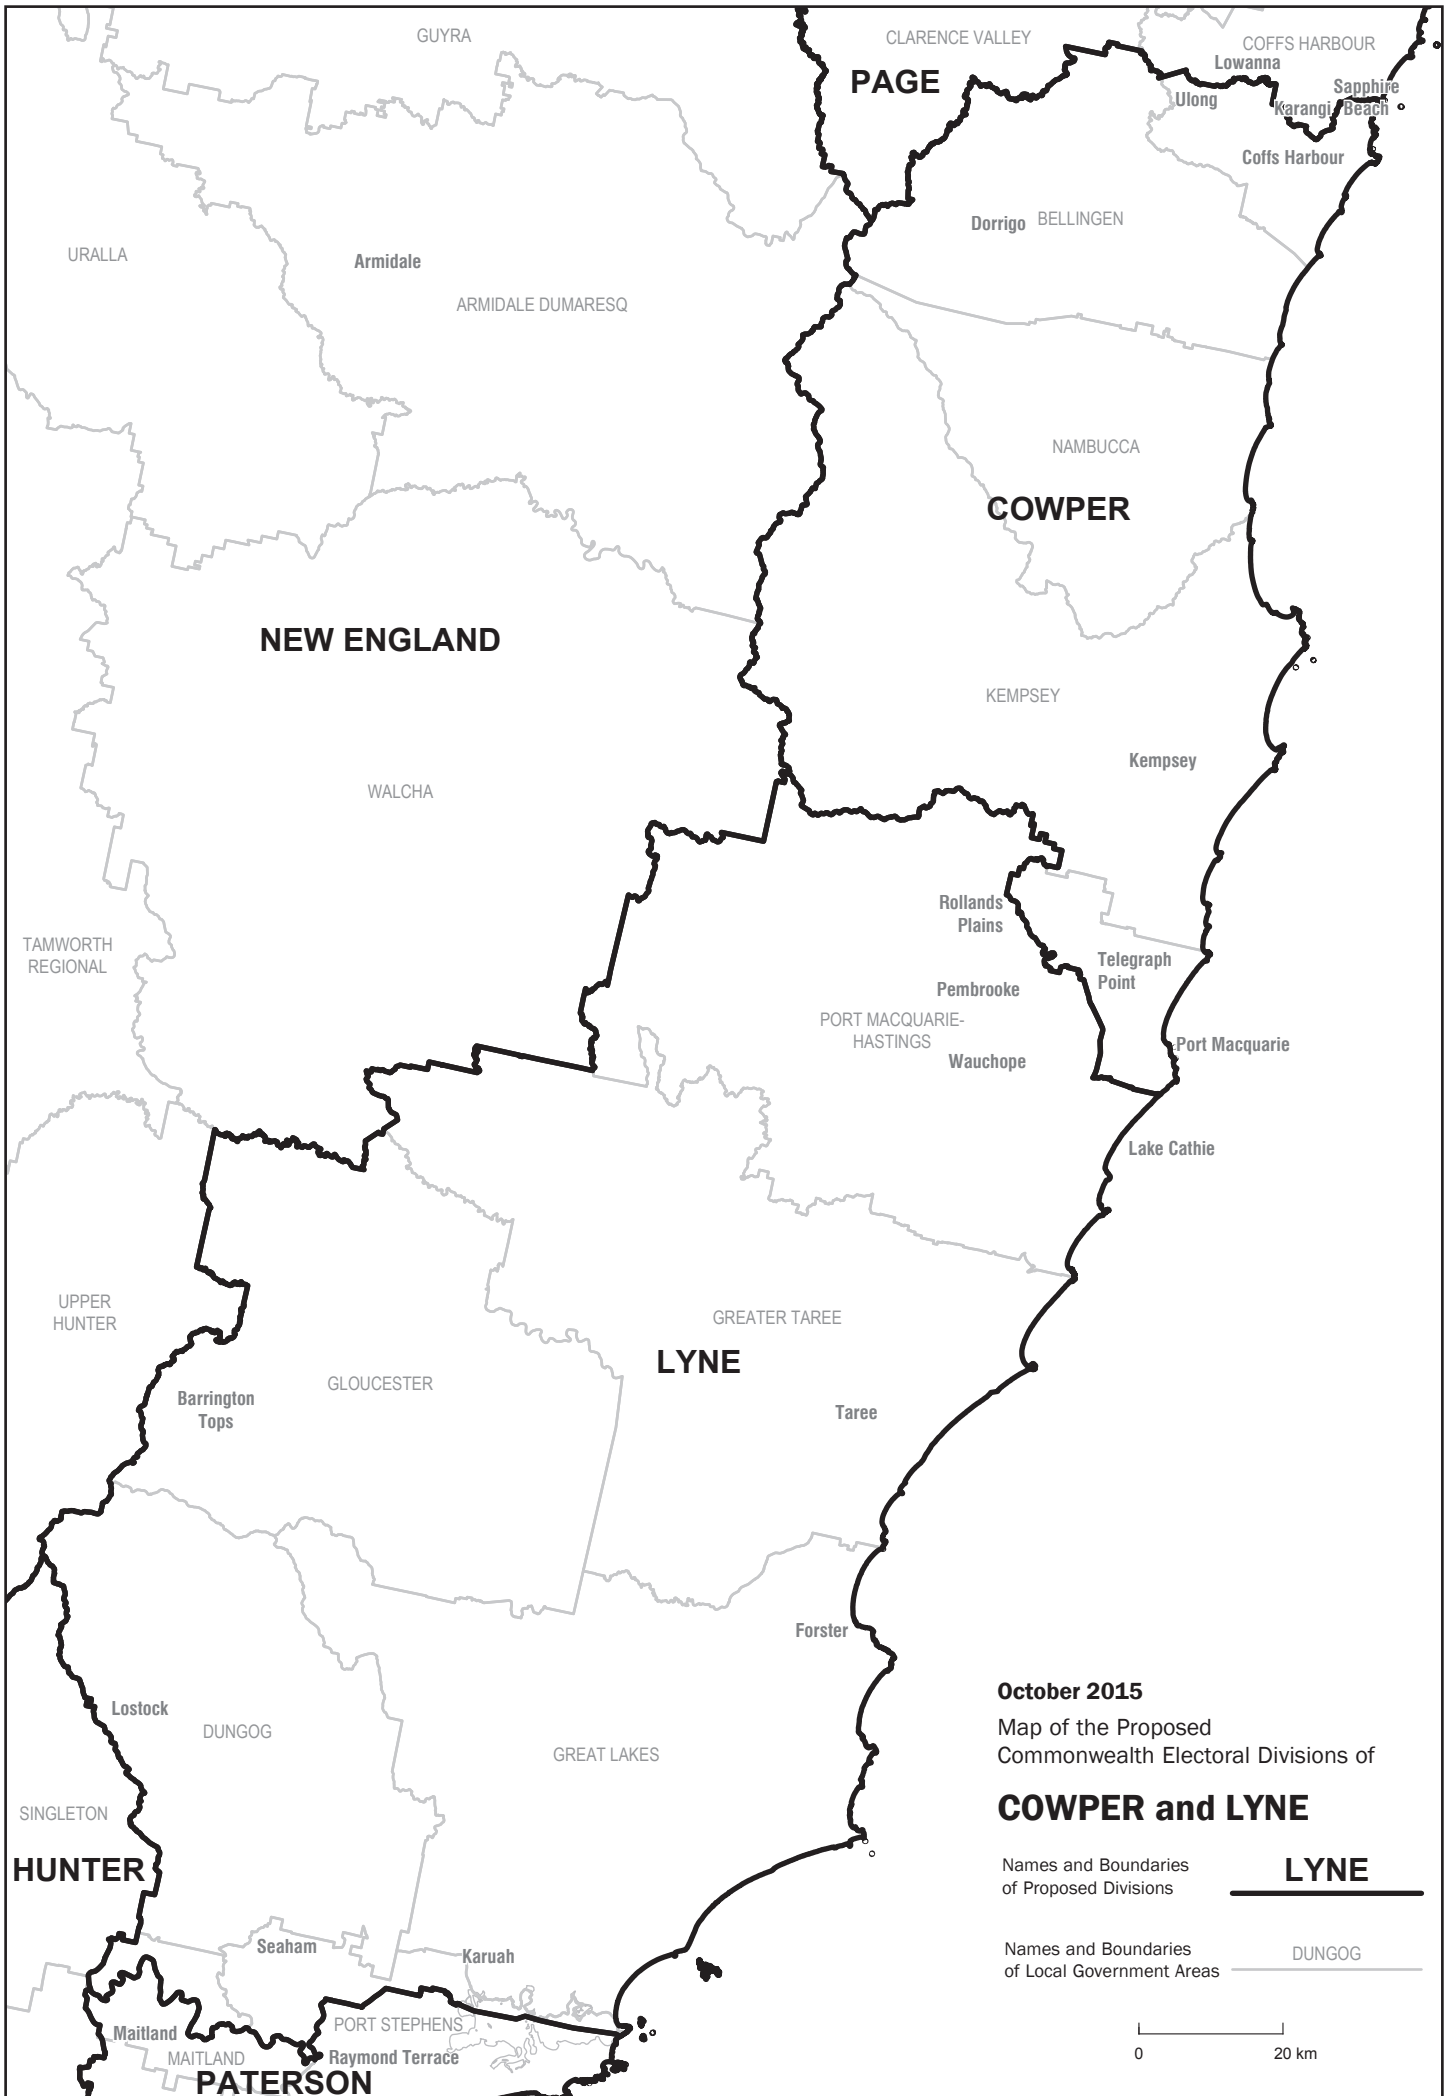 GUYRA
CLARENCE VALLEY
COFFS HARBOUR
Lowanna
PAGE
Sapphire
Beach
Ulong
Karangi
Coffs Harbour
Dorrigo
BELLINGEN
URALLA
Armidale
ARMIDALE DUMARESQ
NAMBUCCA
COWPER
NEW ENGLAND
KEMPSEY
Kempsey
WALCHA
Rollands
Plains
TAMWORTH
REGIONAL
Telegraph
Point
Pembrooke
PORT MACQUARIE-
HASTINGS
Wauchope
Port Macquarie
Lake Cathie
UPPER
HUNTER
GREATER TAREE
LYNE
GLOUCESTER
Barrington
Tops
Taree
Forster
Lostock
DUNGOG
GREAT LAKES
SINGLETON
HUNTER
Seaham
Karuah
PORT STEPHENS
Maitland
MAITLAND
Raymond Terrace
PATERSON
October 2015
Map of the Proposed
Commonwealth Electoral Divisions of
COWPER and LYNE
Names and Boundaries
of Proposed Divisions
LYNE
Names and Boundaries
of Local Government Areas
DUNGOG
0 20 km